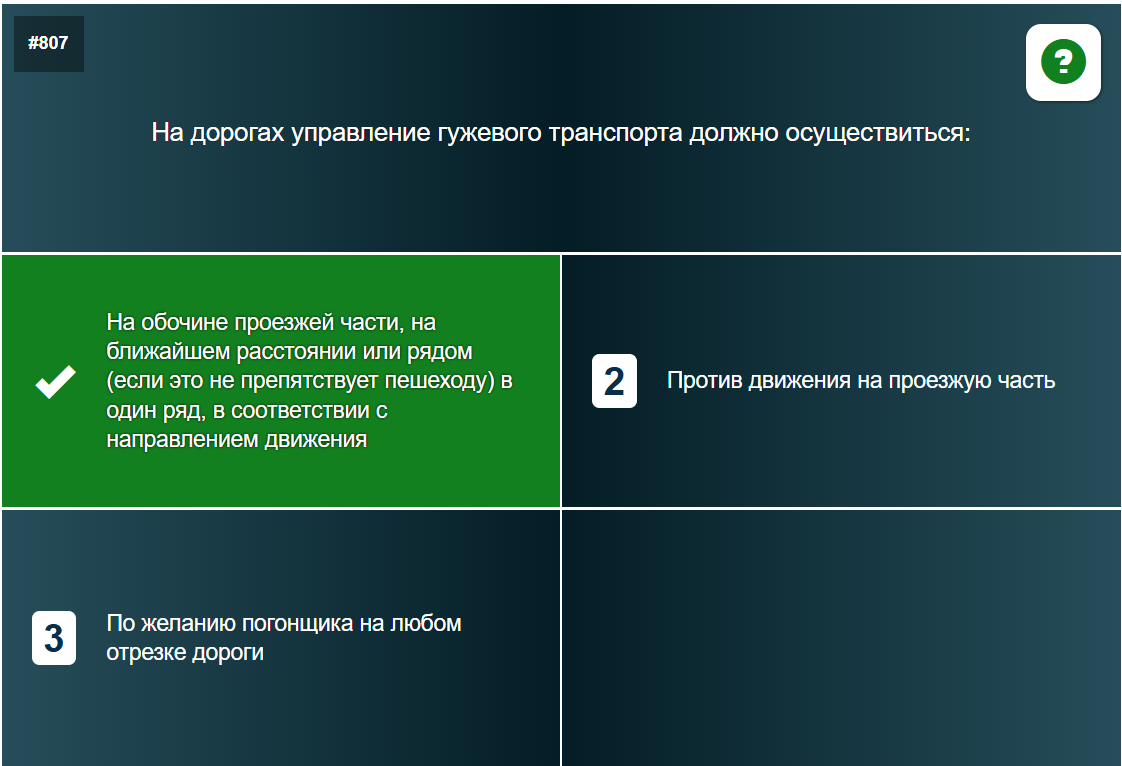 #807
?
На дорогах управление гужевого транспорта должно осуществиться:
На обочине проезжей части, на
ближайшем расстоянии или рядом
(если это не препятствует пешеходу) в
один ряд, в соответствии с
направлением движения
2
Против движения на проезжую часть
3
По желанию погонщика на любом
отрезке дороги